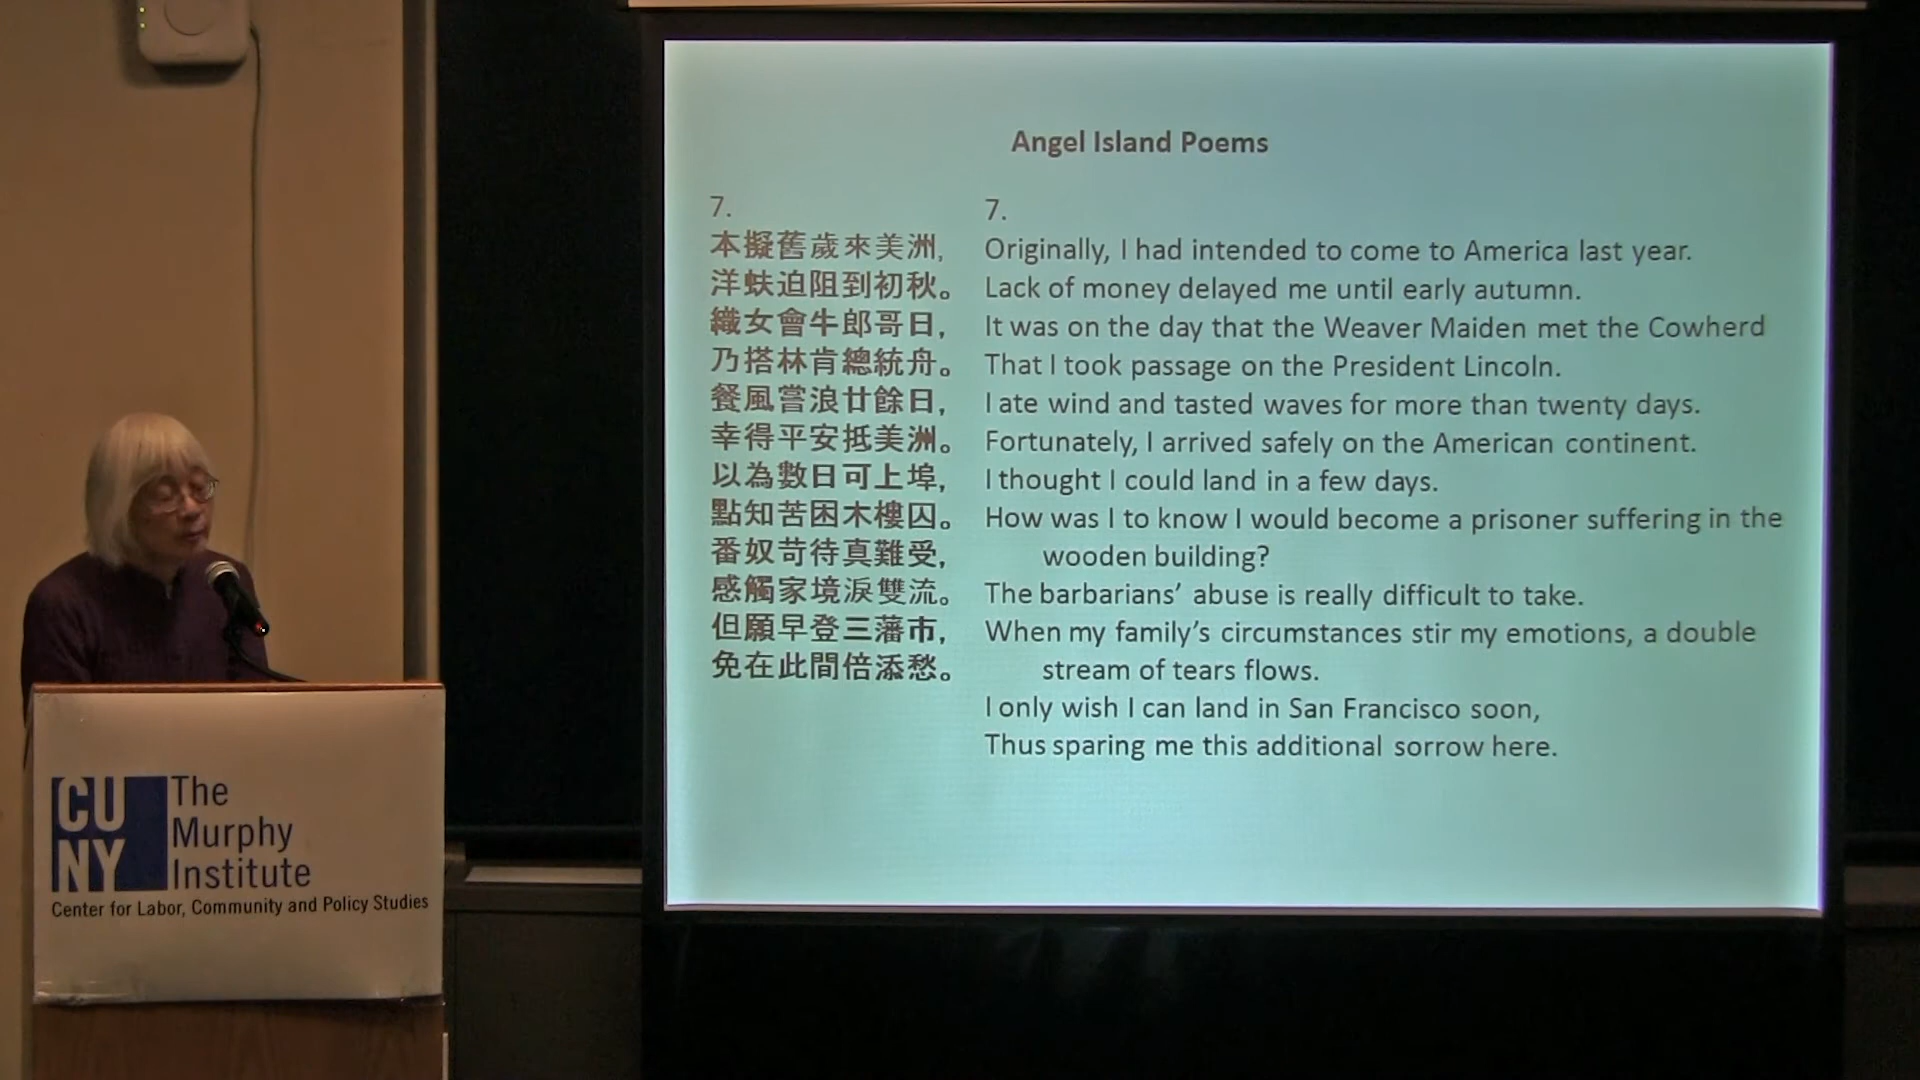 Angel Island Poems
7.
本擬舊歲來美洲,
洋蚨迫阻到初秋。
織女會牛郎哥日,
乃搭林肯總統舟。
餐風嘗浪廿餘日,
幸得平安抵美洲。
以為數日可上埠,
點知苦困木樓囚。
番奴苛待真難受,
感觸家境淚雙流。
但願早登三藩市,
免在此間倍添愁。
7.
Originally, I had intended to come to America last year.
Lack of money delayed me until early autumn.
It was on the day that the Weaver Maiden met the Cowherd
That I took passage on the President Lincoln.
I ate wind and tasted waves for more than twenty days.
Fortunately, I arrived safely on the American continent.
I thought I could land in a few days.
How was I to know I would become a prisoner suffering in the
wooden building?
The barbarians’ abuse is really difficult to take.
When my family’s circumstances stir my emotions, a double
stream of tears flows.
I only wish I can land in San Francisco soon,
Thus sparing me this additional sorrow here.
CU
NY
The
Murphy
Institute
Center for Labor, Community and Policy Studies